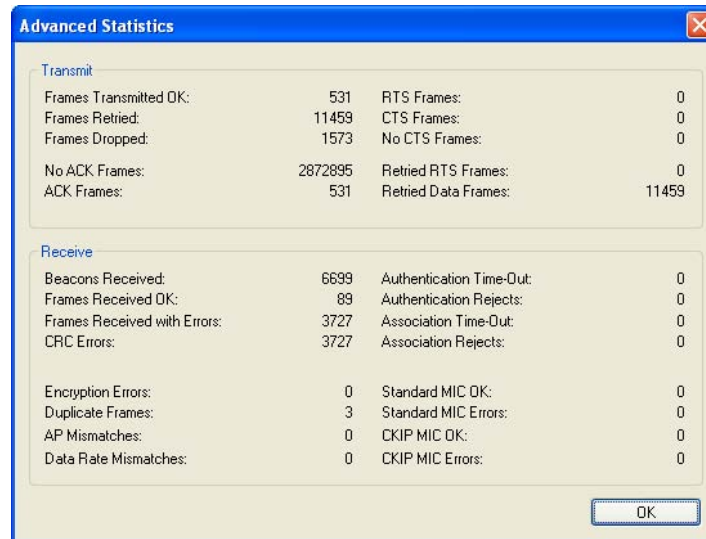 Advanced Statistics
Transmit
Frames Transmitted OK: 531 RTS Frames: 0
Frames Retried: 11459 CTS Frames: 0
Frames Dropped: 1573 No CTS Frames: 0
No ACK Frames: 2872895 Retried RTS Frames: 0
ACK Frames: 531 Retried Data Frames: 11459
Receive
Beacons Received: 6699 Authentication Time-Out: 0
Frames Received OK: 89 Authentication Rejects: 0
Frames Received with Errors: 3727 Association Time-Out: 0
CRC Errors: 3727 Association Rejects: 0
Encryption Errors: 0 Standard MIC OK: 0
Duplicate Frames: 3 Standard MIC Errors: 0
AP Mismatches: 0 CKIP MIC OK: 0
Data Rate Mismatches: 0 CKIP MIC Errors: 0
OK